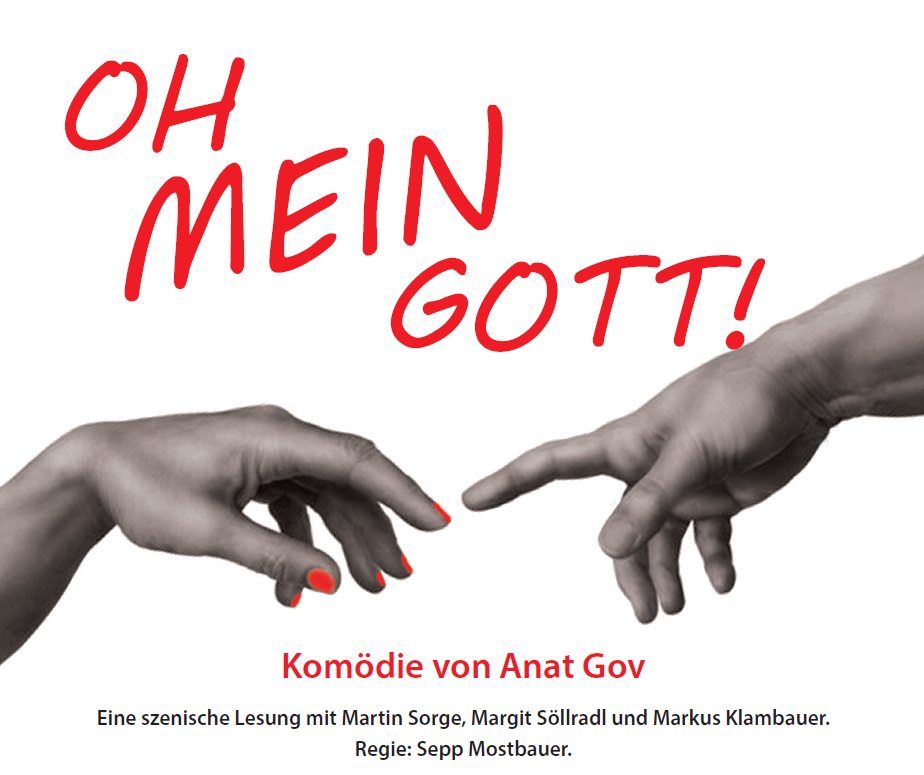 OH
MEIN
GOTT!
Komödie von Anat Gov
Eine szenische Lesung mit Martin Sorge, Margit Söllradl und Markus Klambauer.
Regie: Sepp Mostbauer.